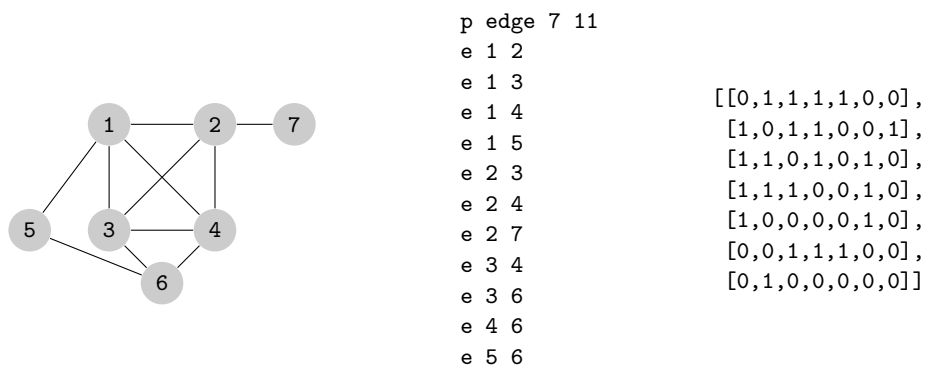 1
2
7
5
3
4
6
p edge 7 11
e 1 2
e 1 3
e 1 4
e 1 5
e 2 3
e 2 4
e 2 7
e 3 4
e 3 6
e 4 6
e 5 6
[[0,1,1,1,1,0,0],
[1,0,1,1,0,0,1],
[1,1,0,1,0,1,0],
[1,1,1,0,0,1,0],
[1,0,0,0,0,1,0],
[0,0,1,1,1,0,0],
[0,1,0,0,0,0,0]]